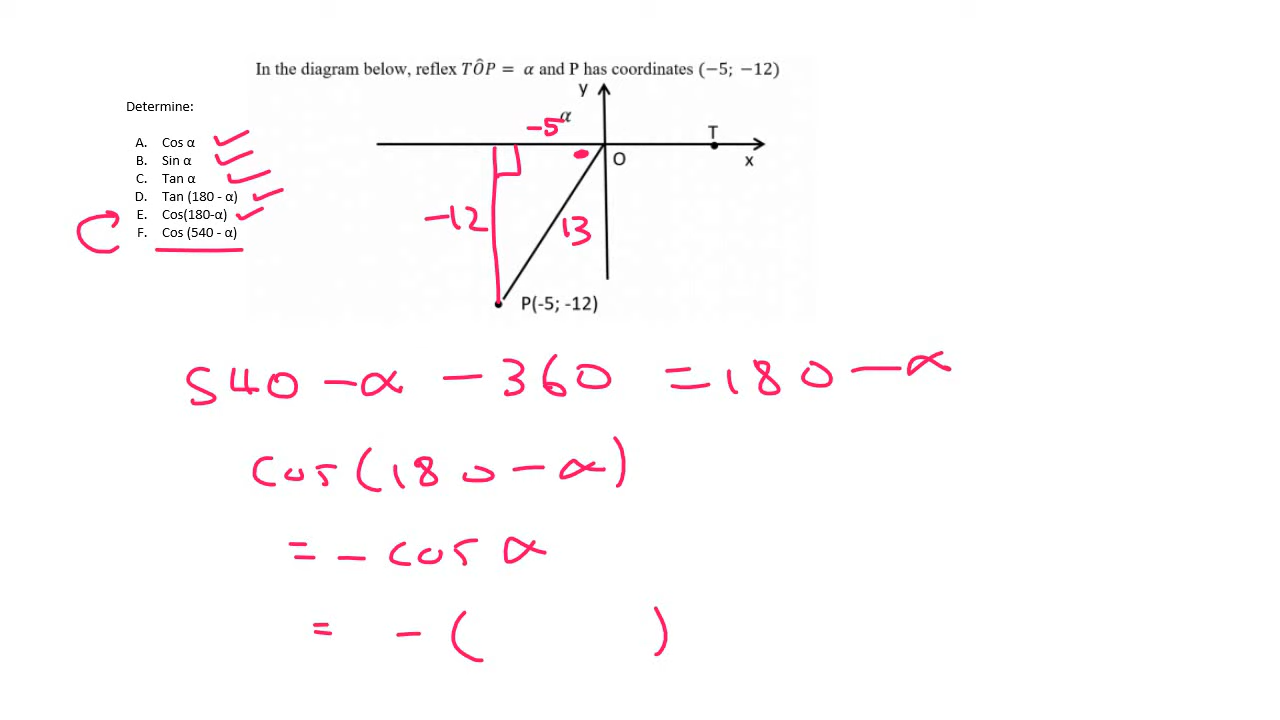 In the diagram below, reflex TÔP = α and P has coordinates (−5; −12)
Determine:
A. Cos α
B. Sin α
C. Tan α
D. Tan (180 - α)
E. Cos(180-α)
F. Cos (540 - α)
y
α
-5
T
O
x
-12
13
P(-5; -12)
540 - α - 360 = 180 - α
cos(180 - α)
= - cos α
= - ( )